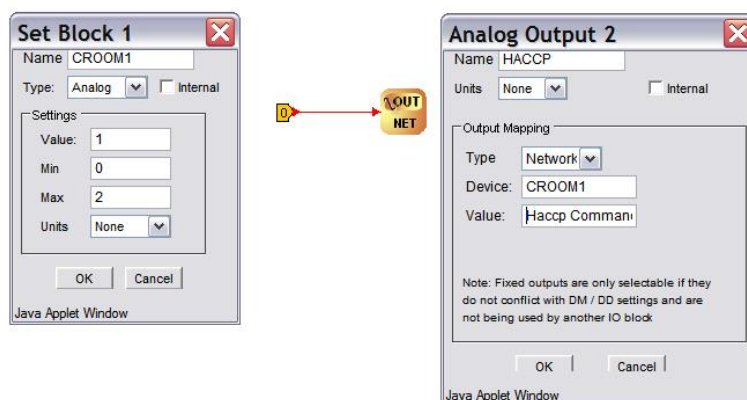 Set Block 1
Name CROOM1
Type: Analog Internal
Settings
Value: 1
Min 0
Max 2
Units None
OK Cancel
Java Applet Window
0
OUT
NET
Analog Output 2
Name HACCP
Units None Internal
Output Mapping
Type Network
Device: CROOM1
Value: Haccp Comman
Note: Fixed outputs are only selectable if they
do not conflict with DM / DD settings and are
not being used by another IO block
OK Cancel
Java Applet Window